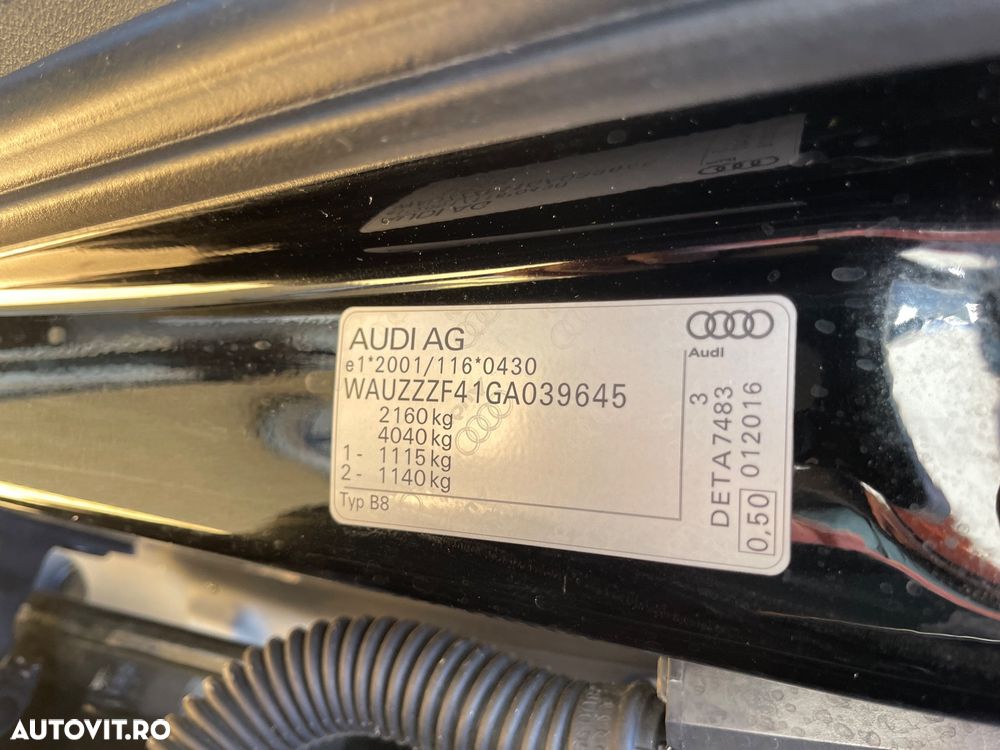 AUDI AG
e1*2001/116*0430
WAUZZZF41GA039645
2160 kg
4040 kg
1 - 1115 kg
2 - 1140 kg
Typ B8
Audi
3
DETA7483
0,50 012016
AUTOVIT.RO